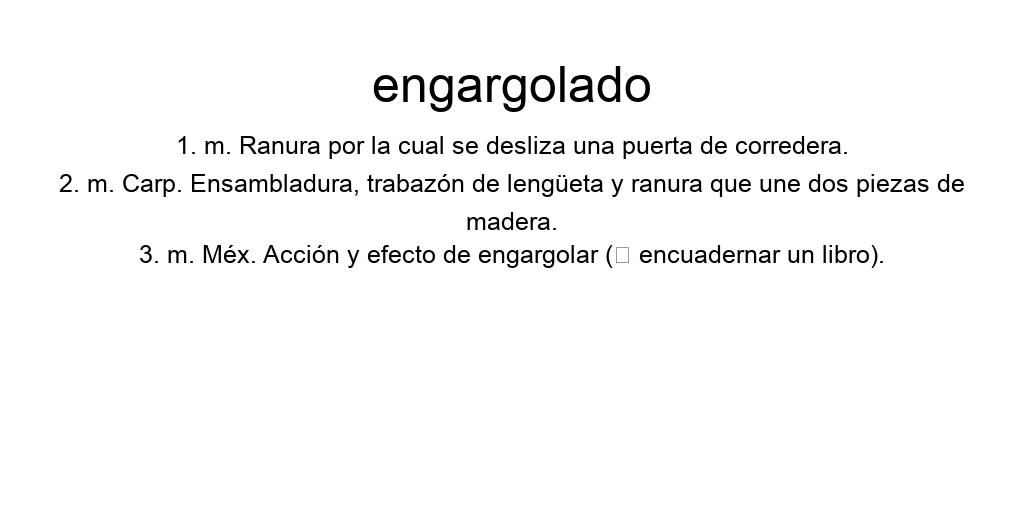 engargolado
1. m. Ranura por la cual se desliza una puerta de corredera.
2. m. Carp. Ensambladura, trabazón de lengüeta y ranura que une dos piezas de
madera.
3. m. Méx. Acción y efecto de engargolar (□ encuadernar un libro).